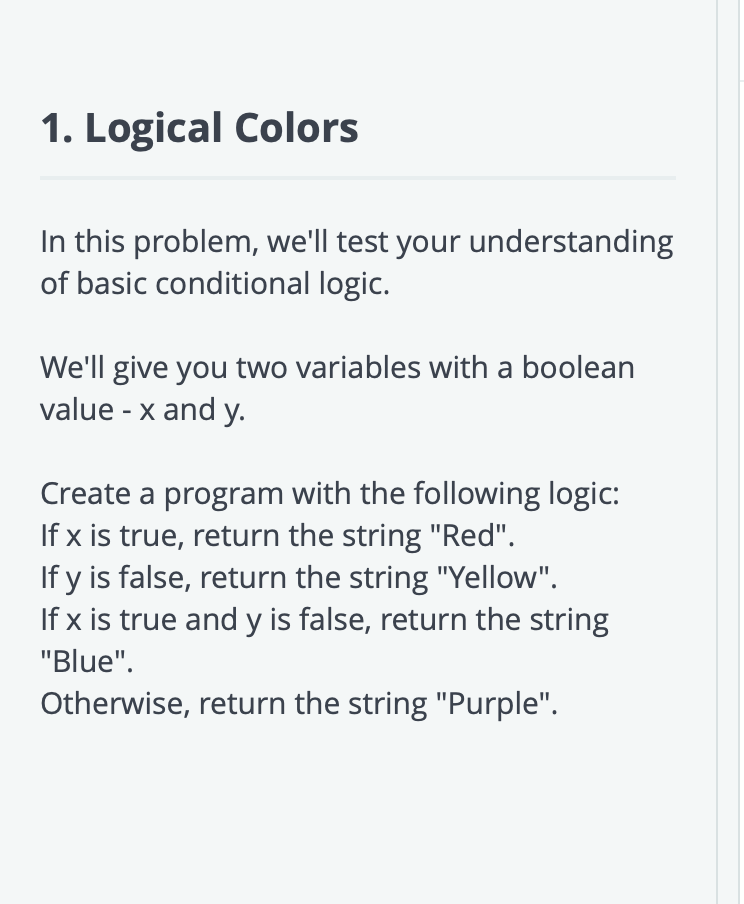 1. Logical Colors
In this problem, we'll test your understanding
of basic conditional logic.
We'll give you two variables with a boolean
value - x and y.
Create a program with the following logic:
If x is true, return the string "Red".
If y is false, return the string "Yellow".
If x is true and y is false, return the string
"Blue".
Otherwise, return the string "Purple".